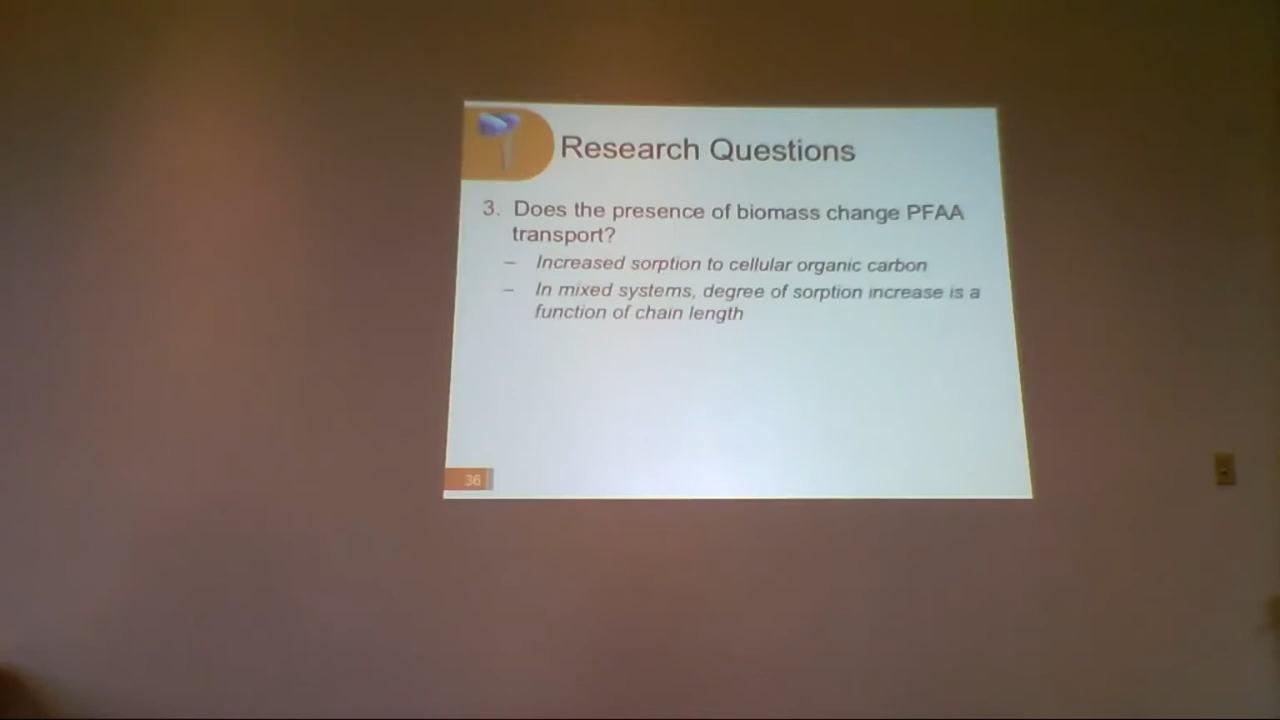 Research Questions
3. Does the presence of biomass change PFAA
transport?
– Increased sorption to cellular organic carbon
– In mixed systems, degree of sorption increase is a
function of chain length
36